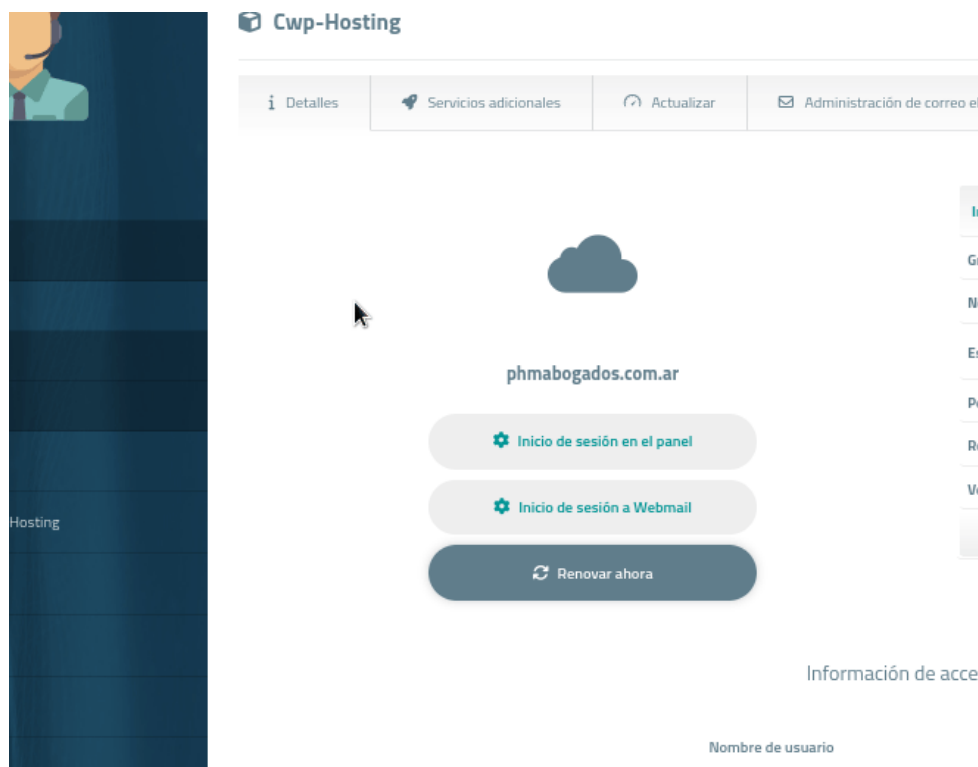 Cwp-Hosting
Detalles
Servicios adicionales
Actualizar
Administración de correo
phmabogados.com.ar
Inicio de sesión en el panel
Inicio de sesión a Webmail
Hosting
Renovar ahora
Información de acce
Nombre de usuario